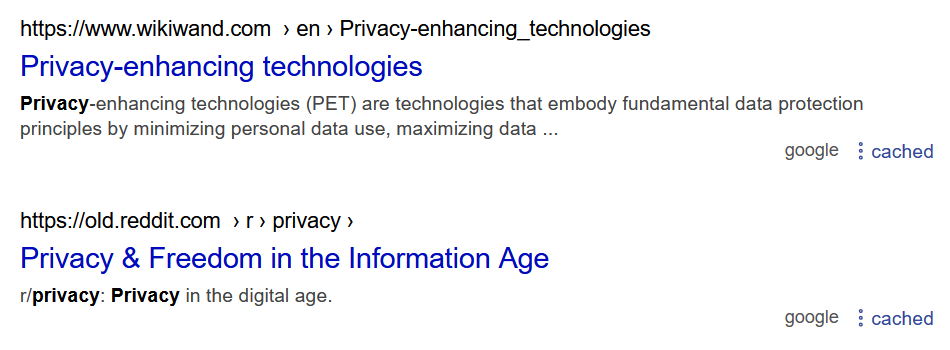 https://www.wikiwand.com › en › Privacy-enhancing_technologies
Privacy-enhancing technologies
Privacy-enhancing technologies (PET) are technologies that embody fundamental data protection
principles by minimizing personal data use, maximizing data ...
google cached
https://old.reddit.com › r › privacy ›
Privacy & Freedom in the Information Age
r/privacy: Privacy in the digital age.
google cached